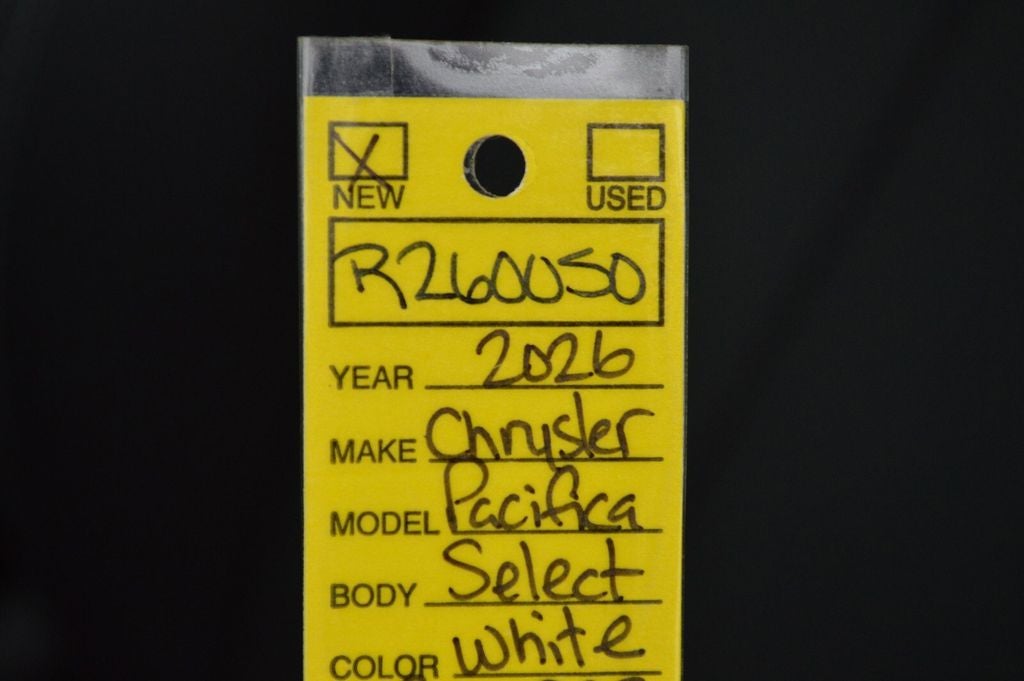 X
NEW USED
R260050
YEAR 2026
MAKE Chrysler
MODEL Pacifica
BODY Select
COLOR White